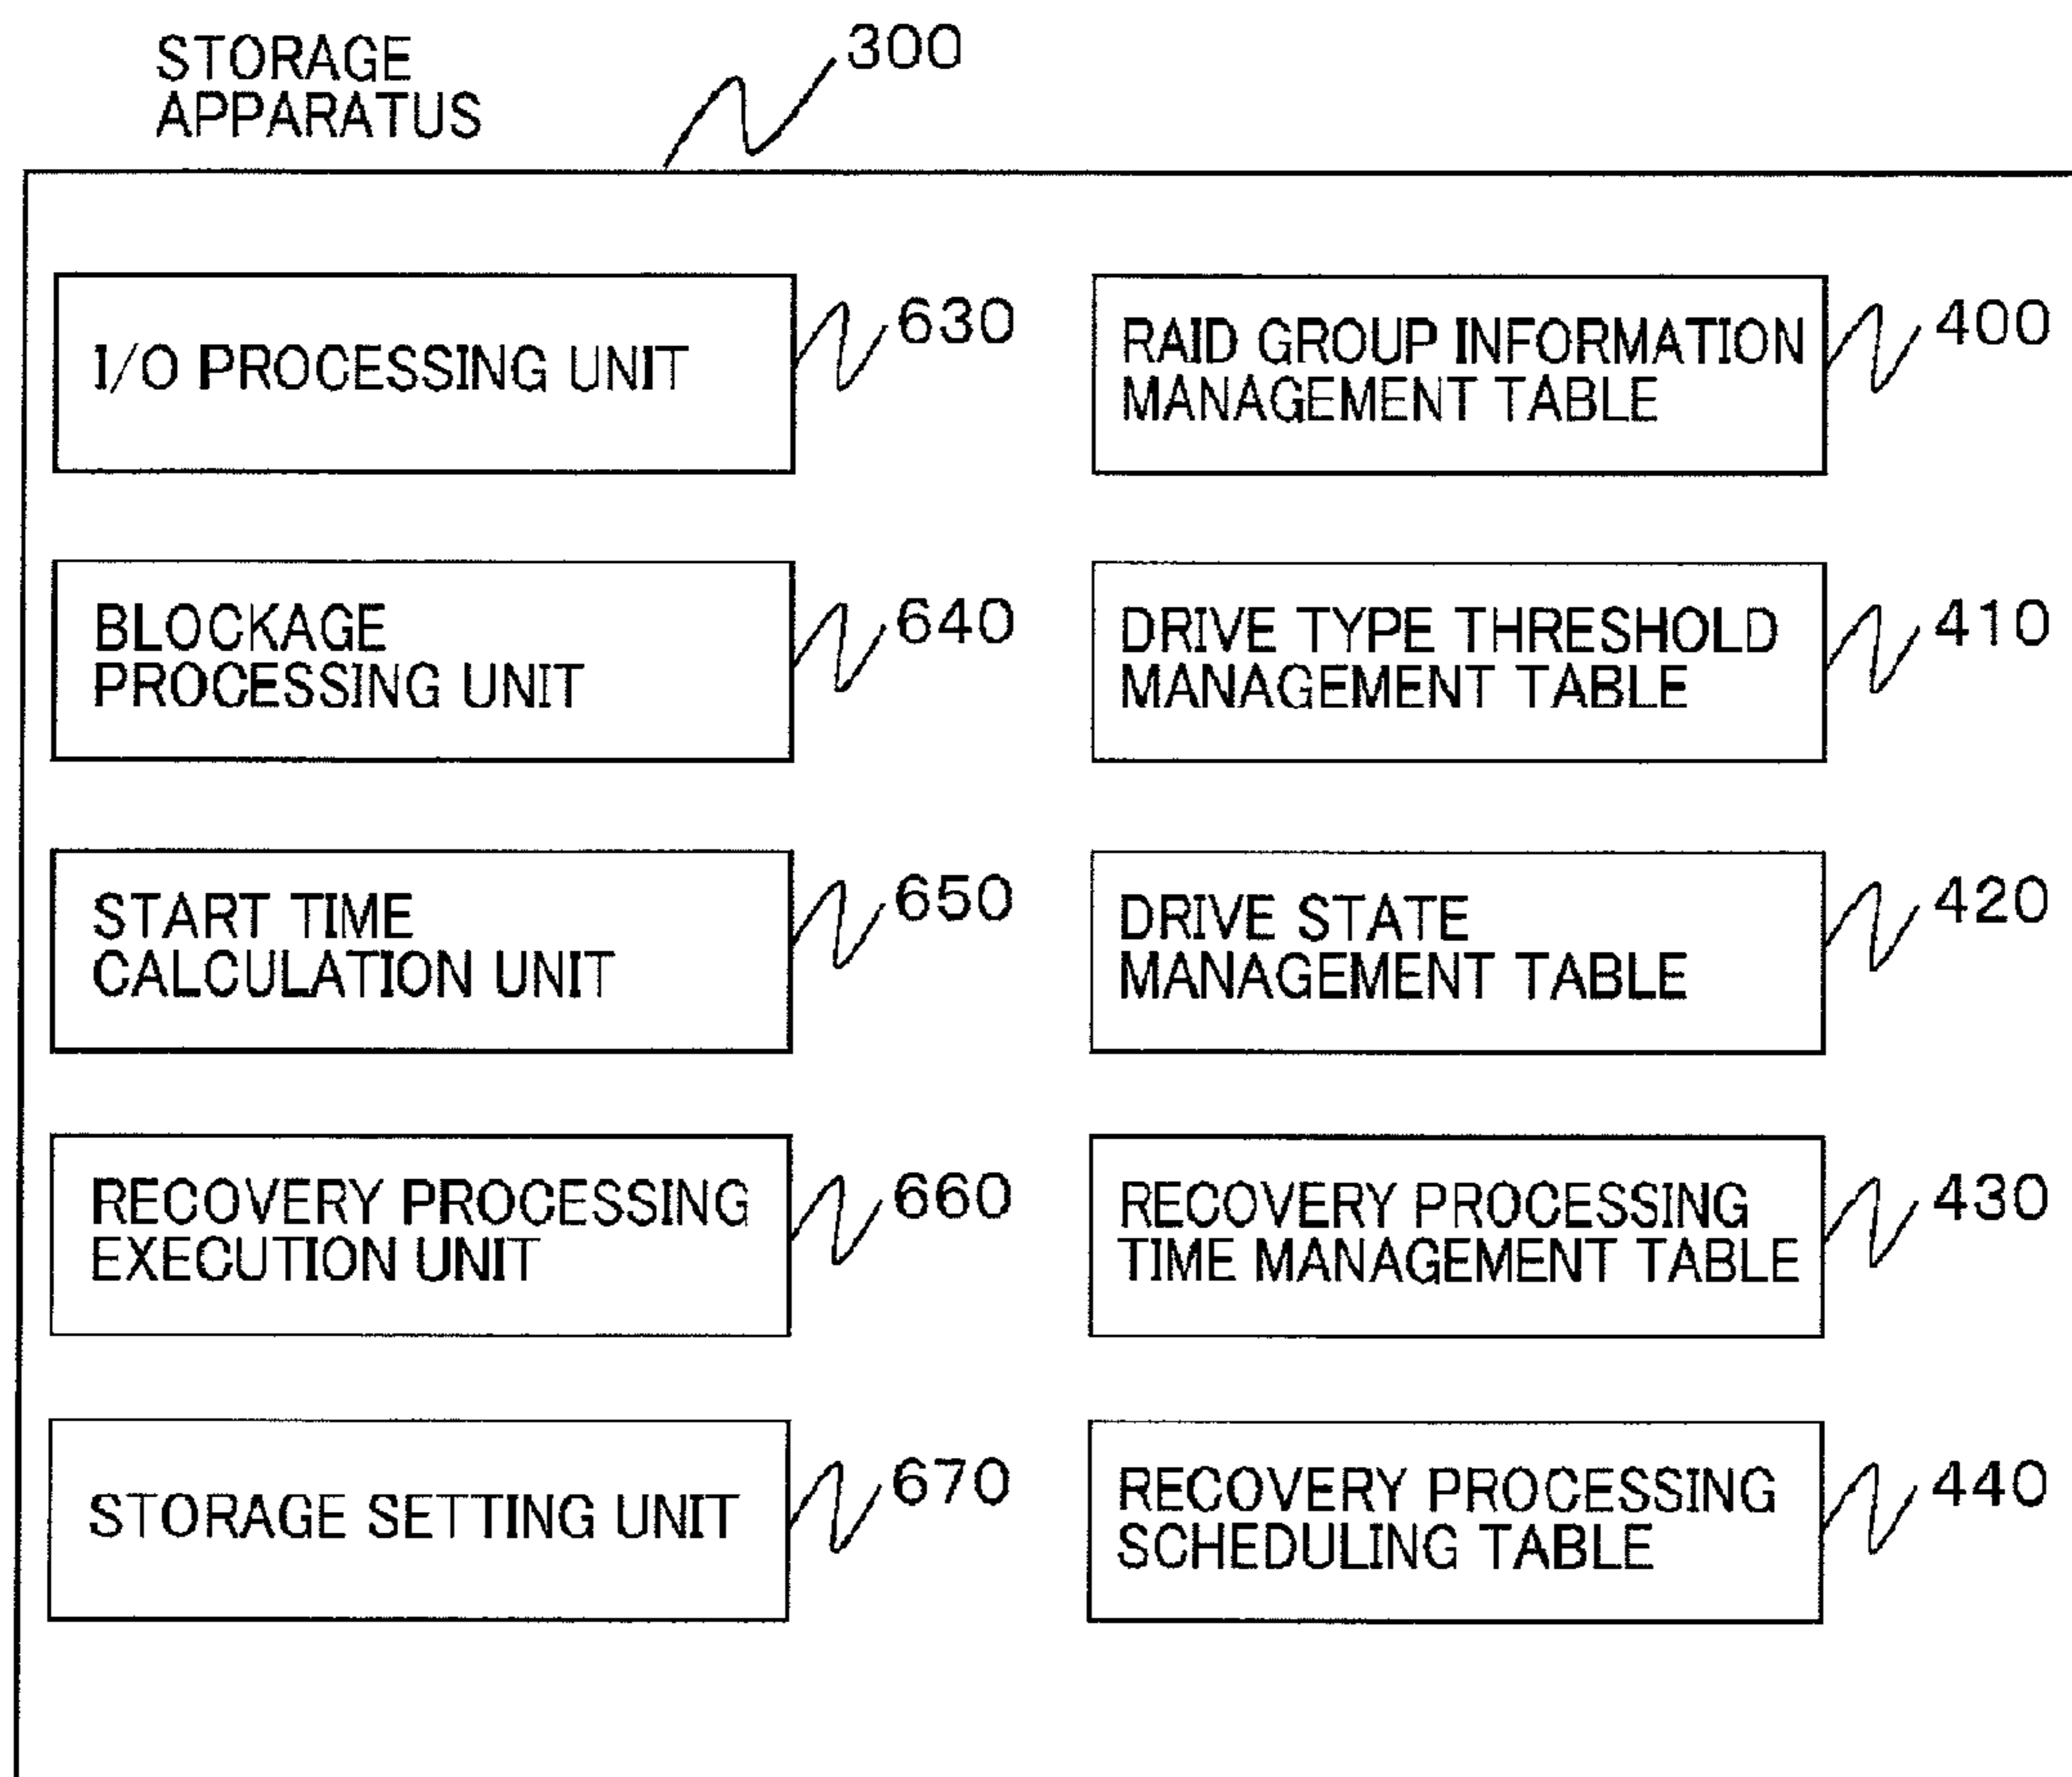 STORAGE
APPARATUS
300
I/O PROCESSING UNIT
630
RAID GROUP INFORMATION
MANAGEMENT TABLE
400
BLOCKAGE
PROCESSING UNIT
640
DRIVE TYPE THRESHOLD
MANAGEMENT TABLE
410
START TIME
CALCULATION UNIT
650
DRIVE STATE
MANAGEMENT TABLE
420
RECOVERY PROCESSING
EXECUTION UNIT
660
RECOVERY PROCESSING
TIME MANAGEMENT TABLE
430
STORAGE SETTING UNIT
670
RECOVERY PROCESSING
SCHEDULING TABLE
440